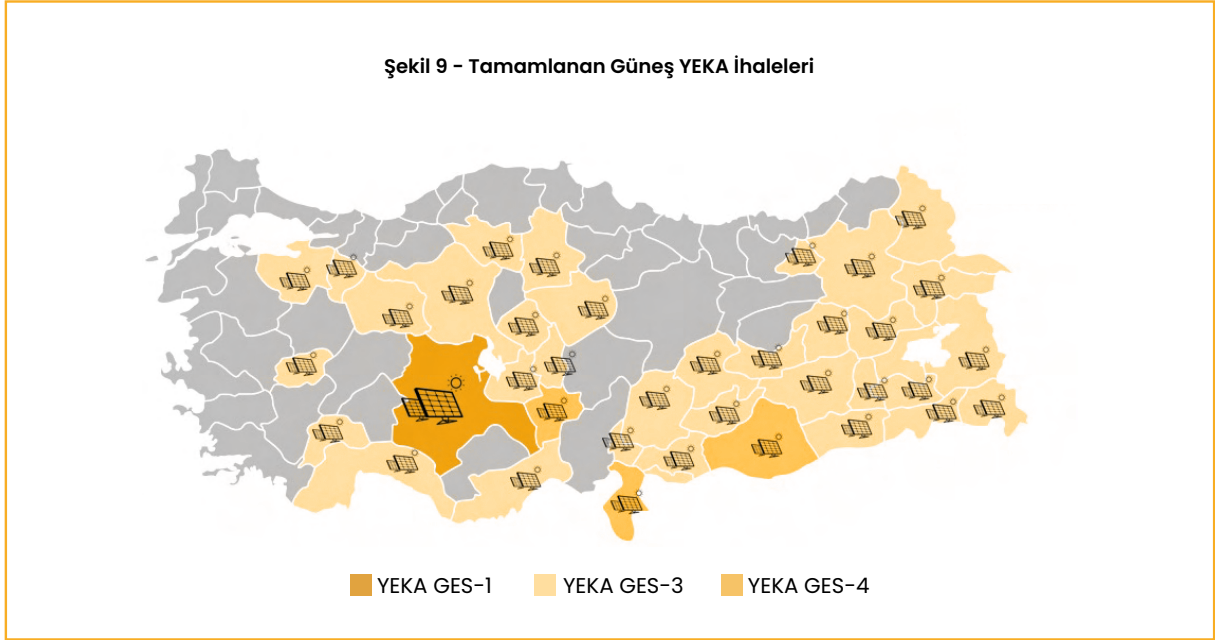 Şekil 9 - Tamamlanan Güneş YEKA İhaleleri
YEKA GES-1 YEKA GES-3 YEKA GES-4